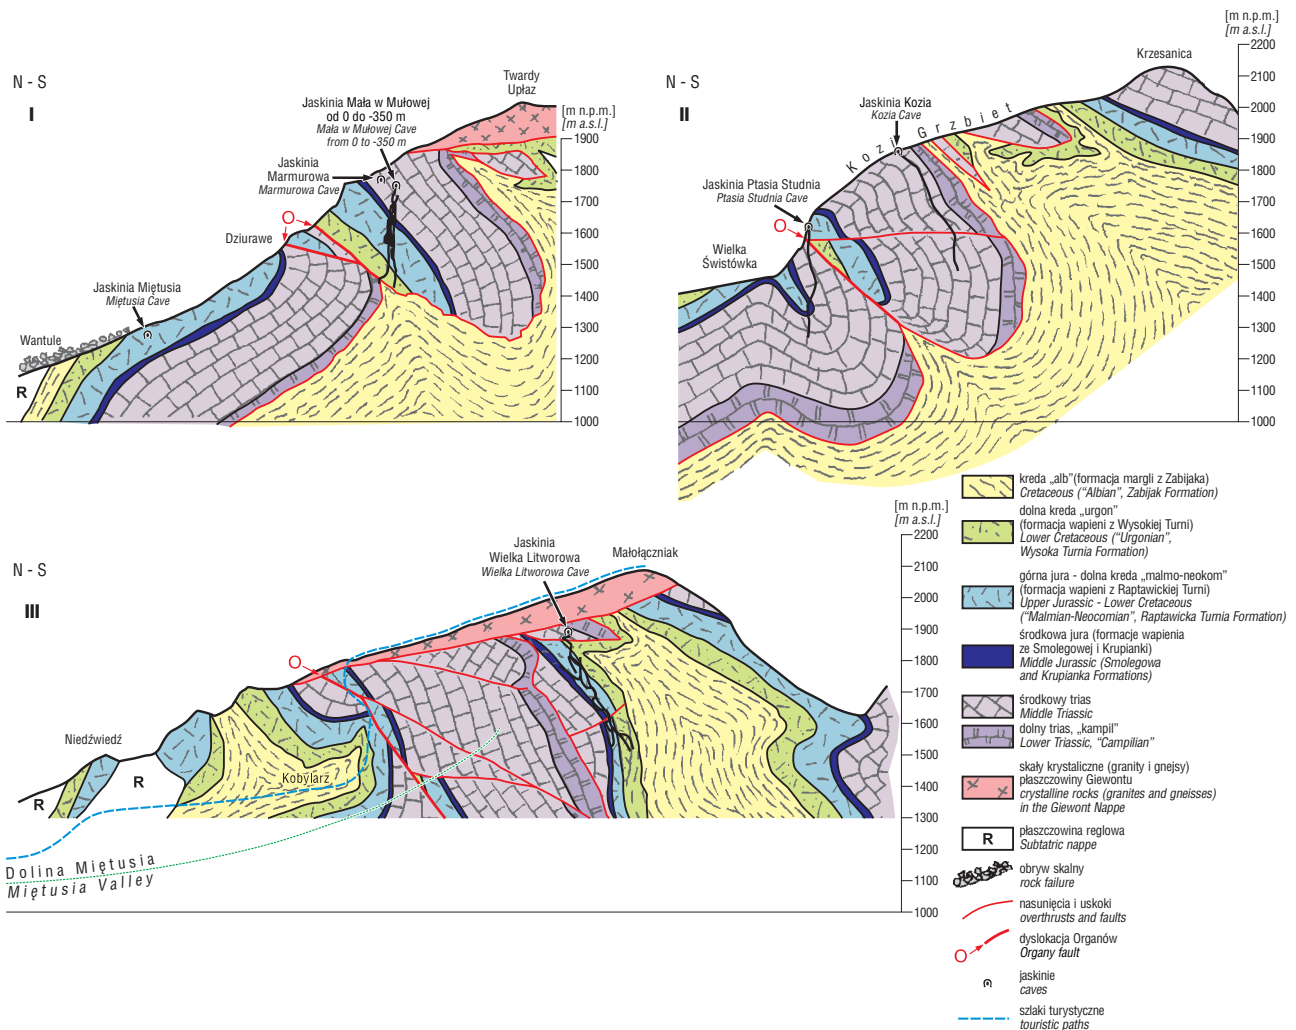 N - S
I
Twardy
Upłaz
Jaskinia Mała w Mułowej
od 0 do -350 m
Mała w Mułowej Cave
from 0 to -350 m
[m n.p.m.]
[m a.s.l.]
Jaskinia
Marmurowa
Marmurowa Cave
O
Dziurawe
Jaskinia Miętusia
Miętusia Cave
Wantule
R
1900
1800
1700
1600
1500
1400
1300
1200
1100
1000
N - S
II
[m n.p.m.]
[m a.s.l.]
Krzesanica
Jaskinia Kozia
Kozia Cave
Kozi Grzbiet
Jaskinia Ptasia Studnia
Ptasia Studnia Cave
O
Wielka
Świstówka
2200
2100
2000
1900
1800
1700
1600
1500
1400
1300
1200
1100
1000
N - S
III
[m n.p.m.]
[m a.s.l.]
Jaskinia
Wielka Litworowa
Wielka Litworowa Cave
Małołączniak
O
Niedźwiedź
R
R
Kobylarz
Dolina Miętusia
Miętusia Valley
2200
2100
2000
1900
1800
1700
1600
1500
1400
1300
1200
1100
1000
kreda „alb”(formacja margli z Zabijaka)
Cretaceous (“Albian”, Zabijak Formation)
dolna kreda „urgon”
(formacja wapieni z Wysokiej Turni)
Lower Cretaceous (“Urgonian”,
Wysoka Turnia Formation)
górna jura - dolna kreda „malmo-neokom”
(formacja wapieni z Raptawickiej Turni)
Upper Jurassic - Lower Cretaceous
(“Malmian-Neocomian”, Raptawicka Turnia Formation)
środkowa jura (formacje wapienia
ze Smolegowej i Krupianki)
Middle Jurassic (Smolegowa
and Krupianka Formations)
środkowy trias
Middle Triassic
dolny trias, „kampil”
Lower Triassic, “Campilian”
skały krystaliczne (granity i gnejsy)
płaszczowiny Giewontu
crystalline rocks (granites and gneisses)
in the Giewont Nappe
R
płaszczowina reglowa
Subtatric nappe
obryw skalny
rock failure
nasunięcia i uskoki
overthrusts and faults
O
dyslokacja Organów
Organy fault
jaskinie
caves
szlaki turystyczne
touristic paths